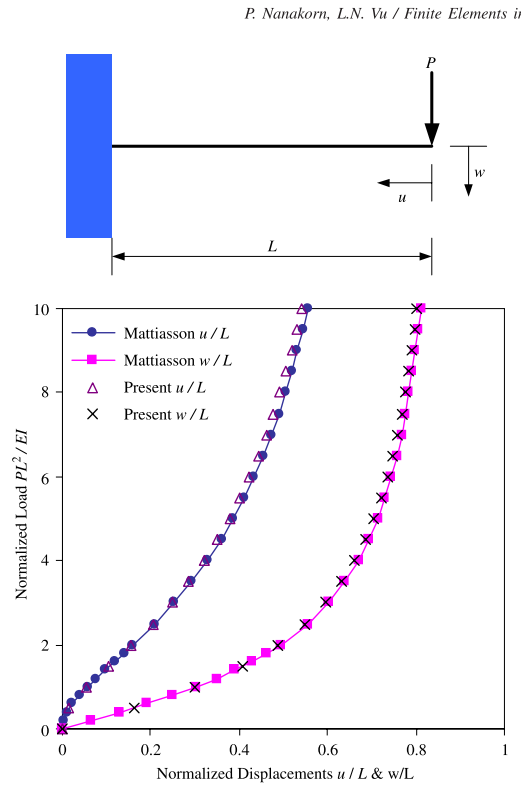 P. Nanakorn, L.N. Vu / Finite Elements in
P
w
u
L
10
Mattiasson u / L
Mattiasson w / L
Present u / L
Present w / L
8
6
4
2
0
Normalized Load PL² / EI
0 0.2 0.4 0.6 0.8 1
Normalized Displacements u / L & w/L